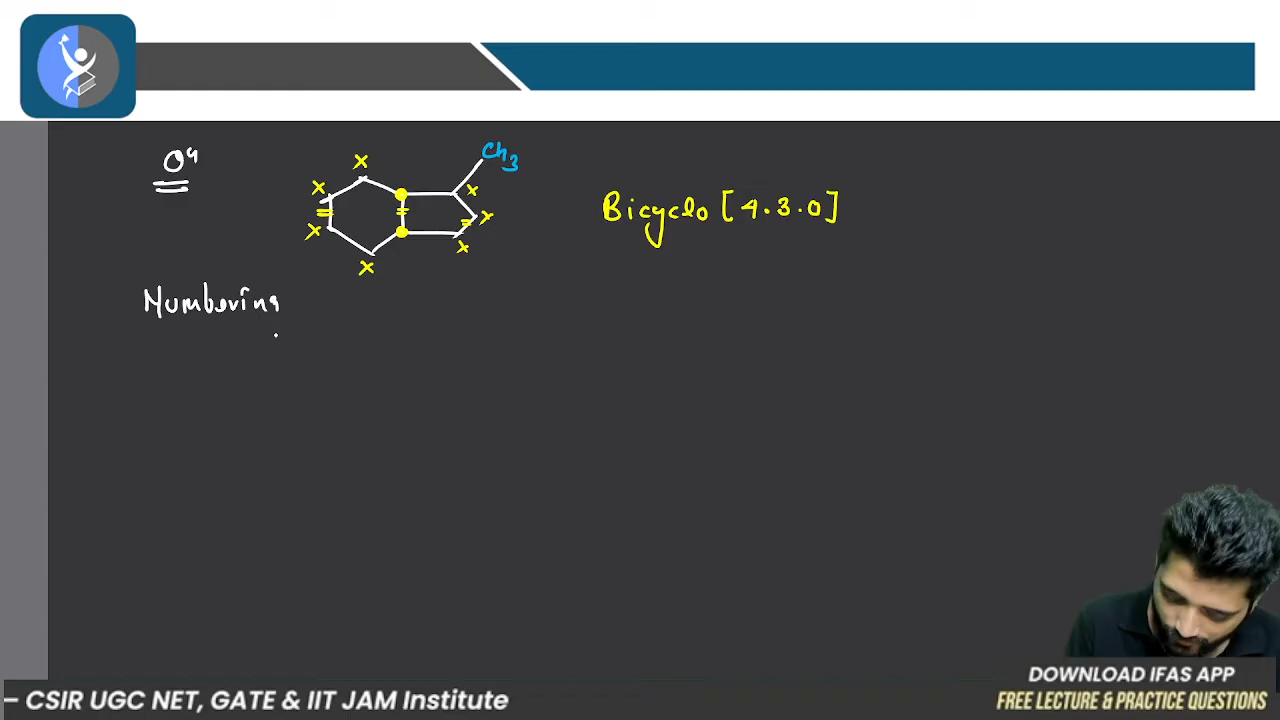 Qⁿ
CH₃
Bicyclo [4.3.0]
Numbering
– CSIR UGC NET, GATE & IIT JAM Institute
DOWNLOAD IFAS APP
FREE LECTURE & PRACTICE QUESTIONS